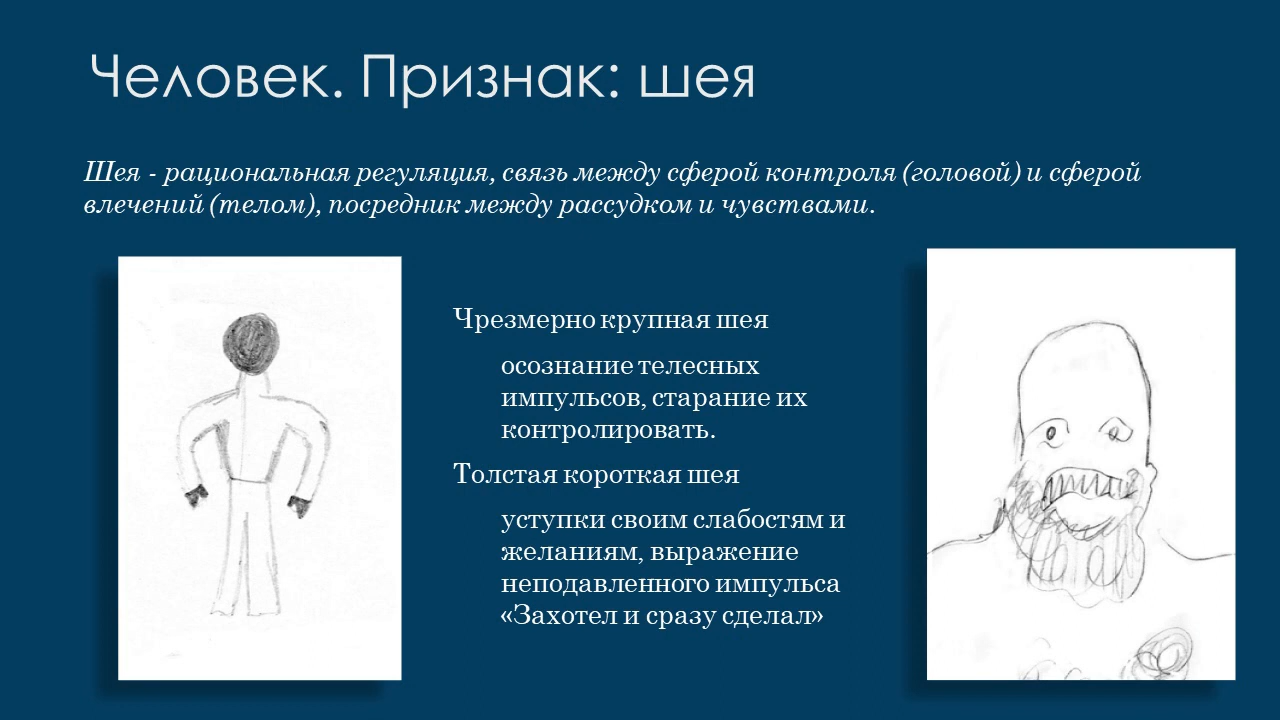 Человек. Признак: шея
Шея - рациональная регуляция, связь между сферой контроля (головой) и сферой
влечений (телом), посредник между рассудком и чувствами.
Чрезмерно крупная шея
осознание телесных
импульсов, старание их
контролировать.
Толстая короткая шея
уступки своим слабостям и
желаниям, выражение
неподавленного импульса
«Захотел и сразу сделал»